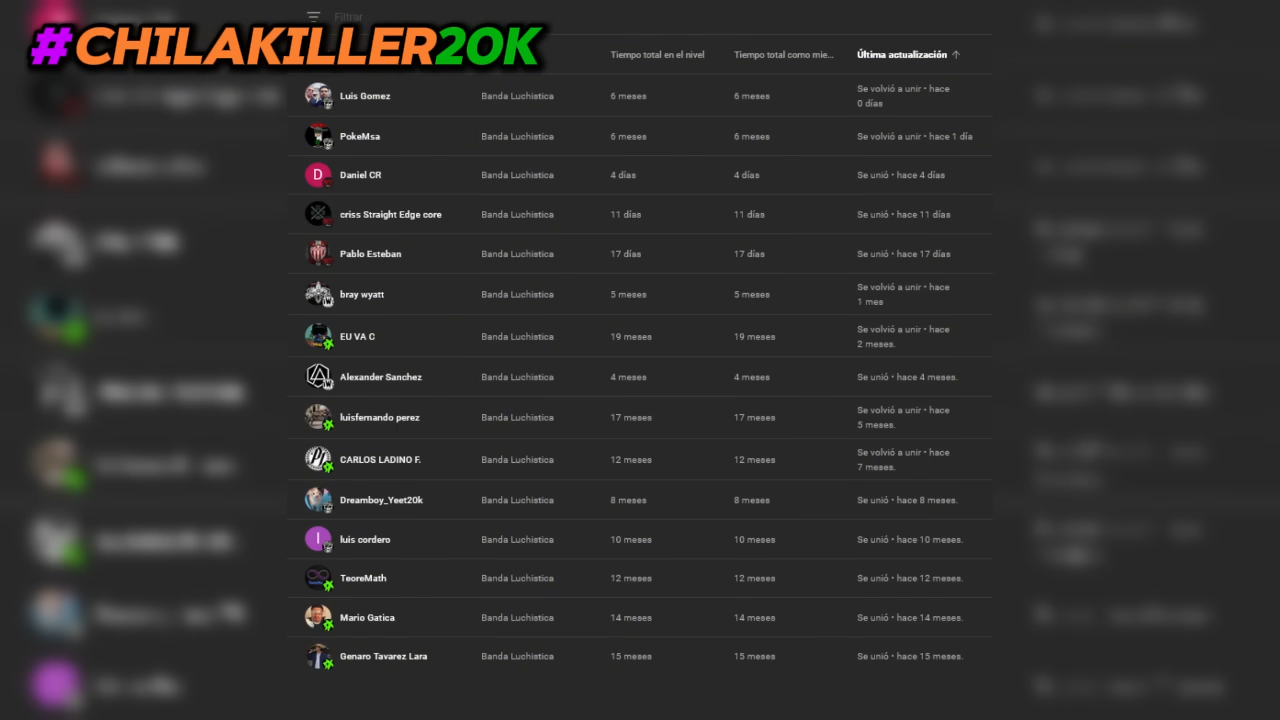 Filtrar
#CHILAKILLER20K
Tiempo total en el nivel Tiempo total como mie... Última actualización ↑
Luis Gomez Banda Luchistica 6 meses 6 meses Se volvió a unir • hace
0 días
PokeMsa Banda Luchistica 6 meses 6 meses Se volvió a unir • hace 1 día
D Daniel CR Banda Luchistica 4 días 4 días Se unió • hace 4 días
criss Straight Edge core Banda Luchistica 11 días 11 días Se unió • hace 11 días
Pablo Esteban Banda Luchistica 17 días 17 días Se unió • hace 17 días
bray wyatt Banda Luchistica 5 meses 5 meses Se volvió a unir • hace
1 mes
EU VA C Banda Luchistica 19 meses 19 meses Se volvió a unir • hace
2 meses.
Alexander Sanchez Banda Luchistica 4 meses 4 meses Se unió • hace 4 meses.
luisfernando perez Banda Luchistica 17 meses 17 meses Se volvió a unir • hace
5 meses.
CARLOS LADINO F. Banda Luchistica 12 meses 12 meses Se volvió a unir • hace
7 meses.
Dreamboy_Yeet20k Banda Luchistica 8 meses 8 meses Se unió • hace 8 meses.
l luis cordero Banda Luchistica 10 meses 10 meses Se unió • hace 10 meses.
TeoreMath Banda Luchistica 12 meses 12 meses Se unió • hace 12 meses.
Mario Gatica Banda Luchistica 14 meses 14 meses Se unió • hace 14 meses.
Genaro Tavarez Lara Banda Luchistica 15 meses 15 meses Se unió • hace 15 meses.